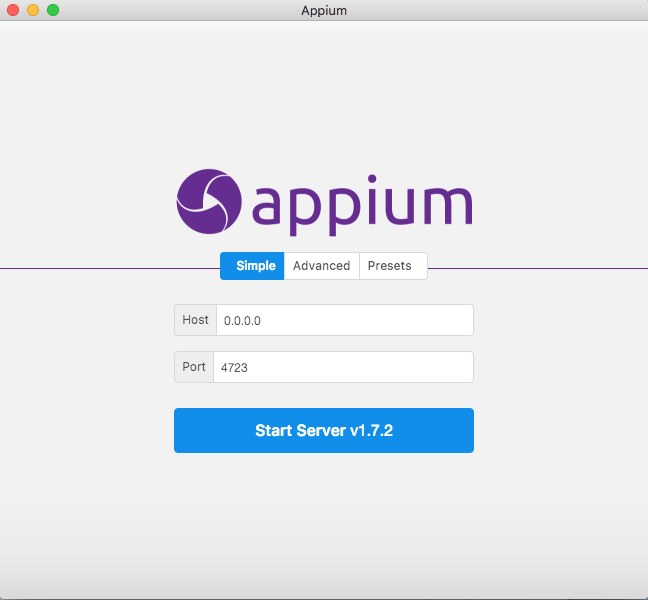 Appium
appium
Simple Advanced Presets
Host 0.0.0.0
Port 4723
Start Server v1.7.2